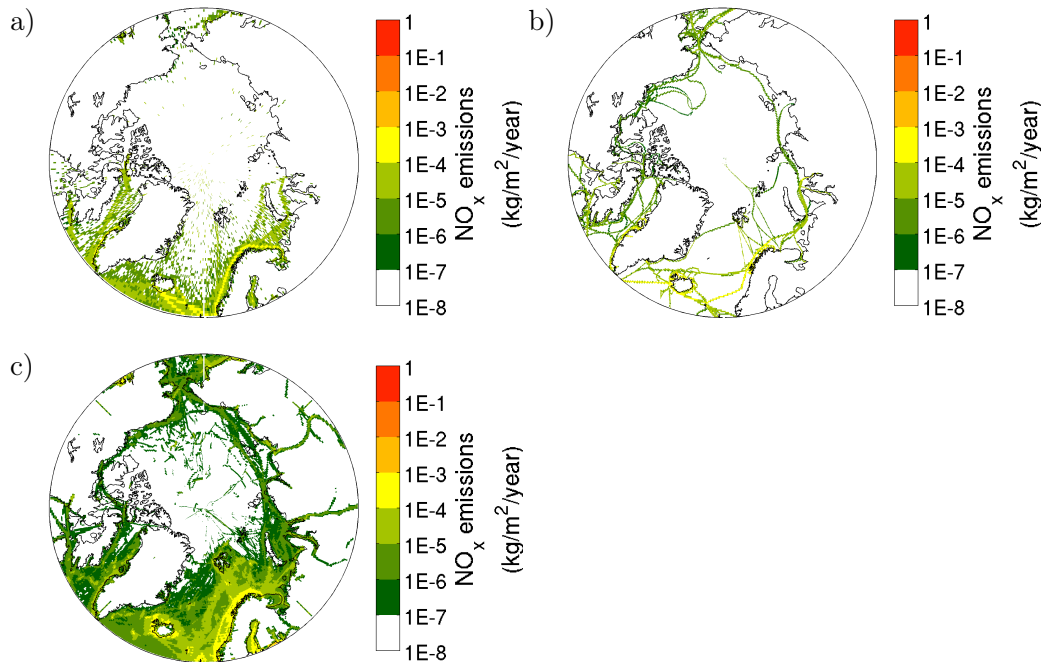 a)
1
1E-1
1E-2
1E-3
1E-4
1E-5
1E-6
1E-7
1E-8
NOx emissions
(kg/m²/year)
b)
1
1E-1
1E-2
1E-3
1E-4
1E-5
1E-6
1E-7
1E-8
NOx emissions
(kg/m²/year)
c)
1
1E-1
1E-2
1E-3
1E-4
1E-5
1E-6
1E-7
1E-8
NOx emissions
(kg/m²/year)